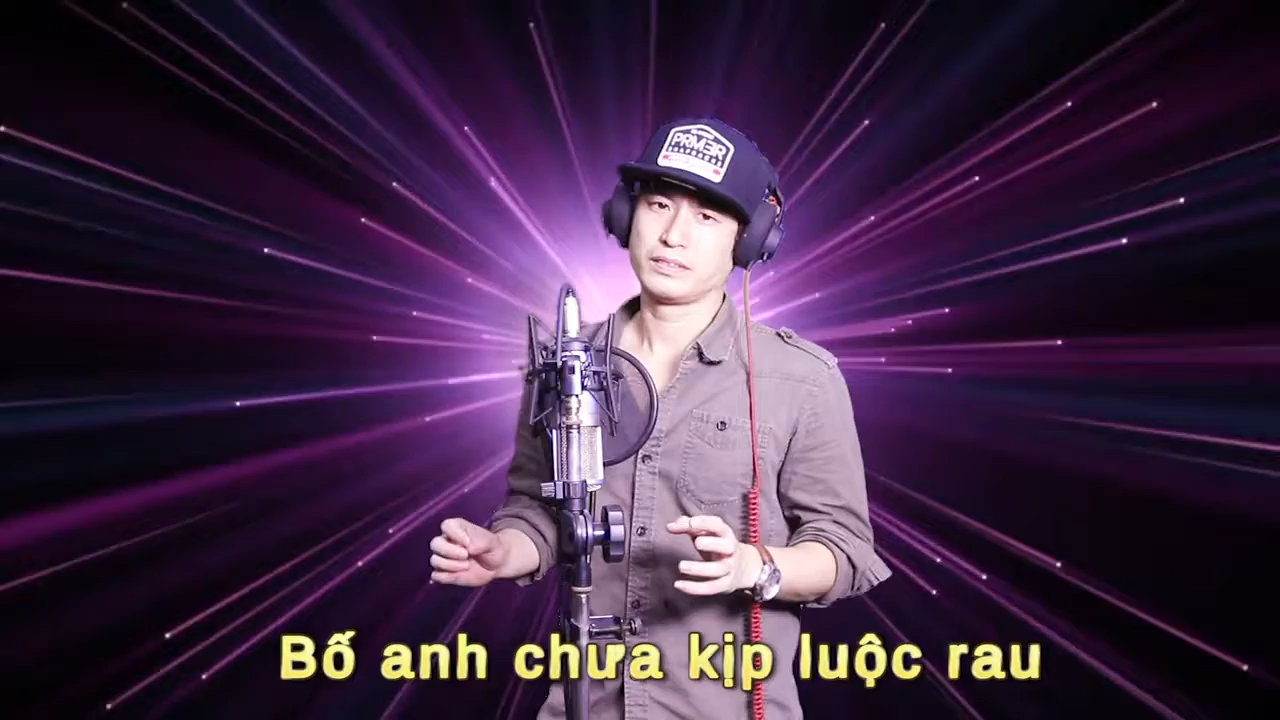 PRM3R
Bố anh chưa kịp luộc rau